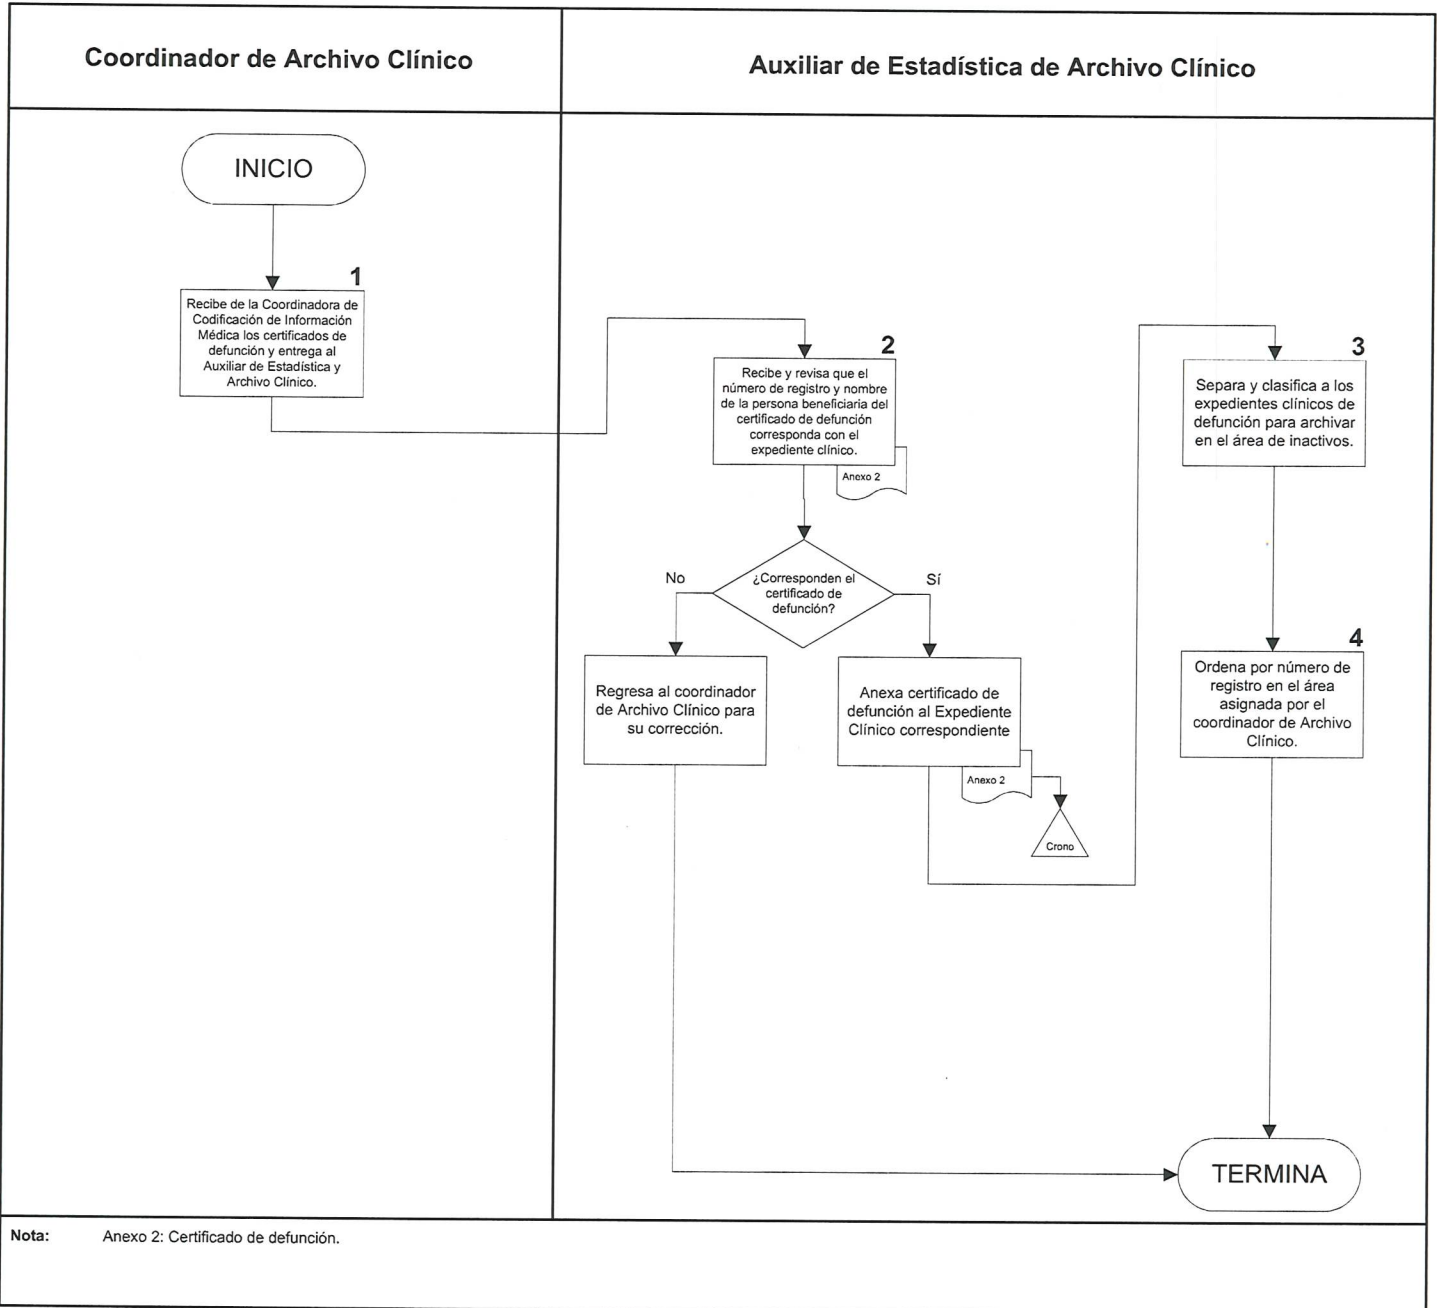 Coordinador de Archivo Clínico
Auxiliar de Estadística de Archivo Clínico
INICIO
1
Recibe de la Coordinadora de
Codificación de Información
Médica los certificados de
defunción y entrega al
Auxiliar de Estadística y
Archivo Clínico.
2
Recibe y revisa que el
número de registro y nombre
de la persona beneficiaria del
certificado de defunción
corresponda con el
expediente clínico.
Anexo 2
¿Corresponden el
certificado de
defunción?
No
Sí
Regresa al coordinador
de Archivo Clínico para
su corrección.
Anexa certificado de
defunción al Expediente
Clínico correspondiente
Anexo 2
Crono
3
Separa y clasifica a los
expedientes clínicos de
defunción para archivar
en el área de inactivos.
4
Ordena por número de
registro en el área
asignada por el
coordinador de Archivo
Clínico.
TERMINA
Nota: Anexo 2: Certificado de defunción.